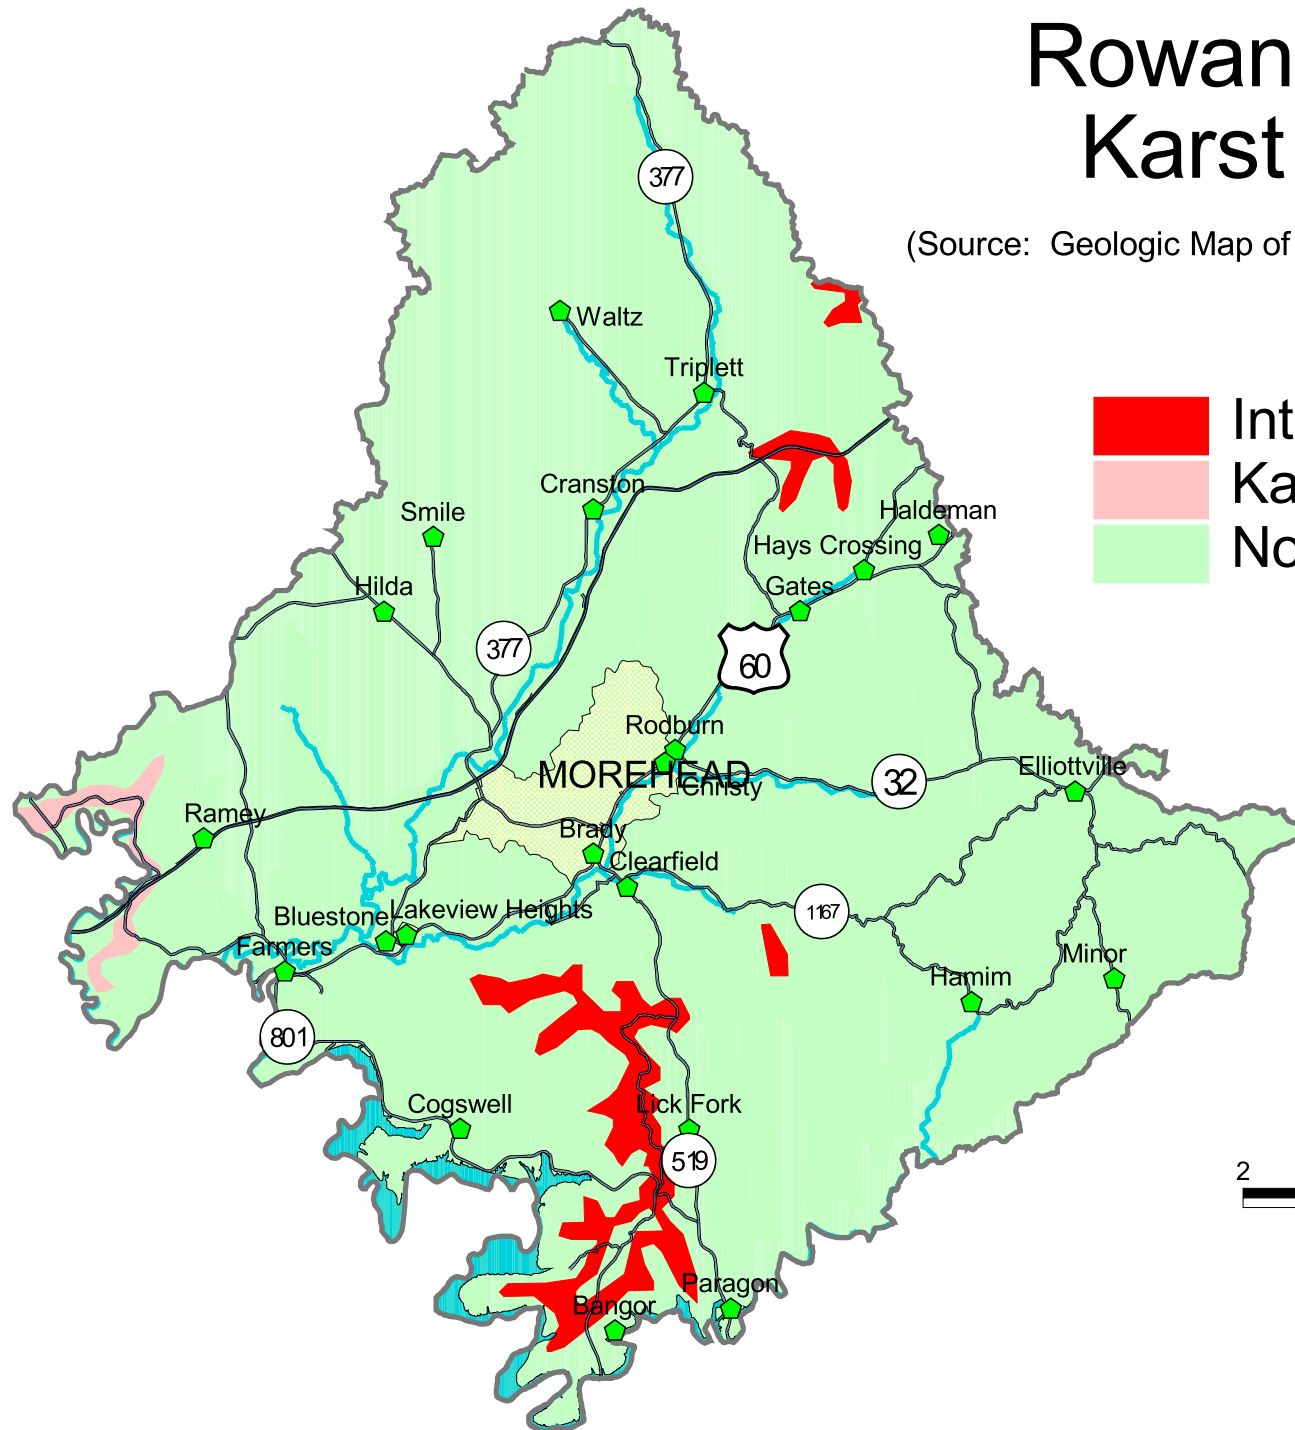 Rowan
Karst
(Source: Geologic Map of
377
Waltz
Triplett
Int
Ka
No
Cranston
Smile
Haldeman
Hays Crossing
Hilda
Gates
377
60
Rodburn
MOREHEAD
Christy
32
Elliottville
Ramey
Brady
Clearfield
Bluestone
Lakeview Heights
1167
Farmers
Minor
Hamim
801
Cogswell
Lick Fork
519
2
Paragon
Bangor